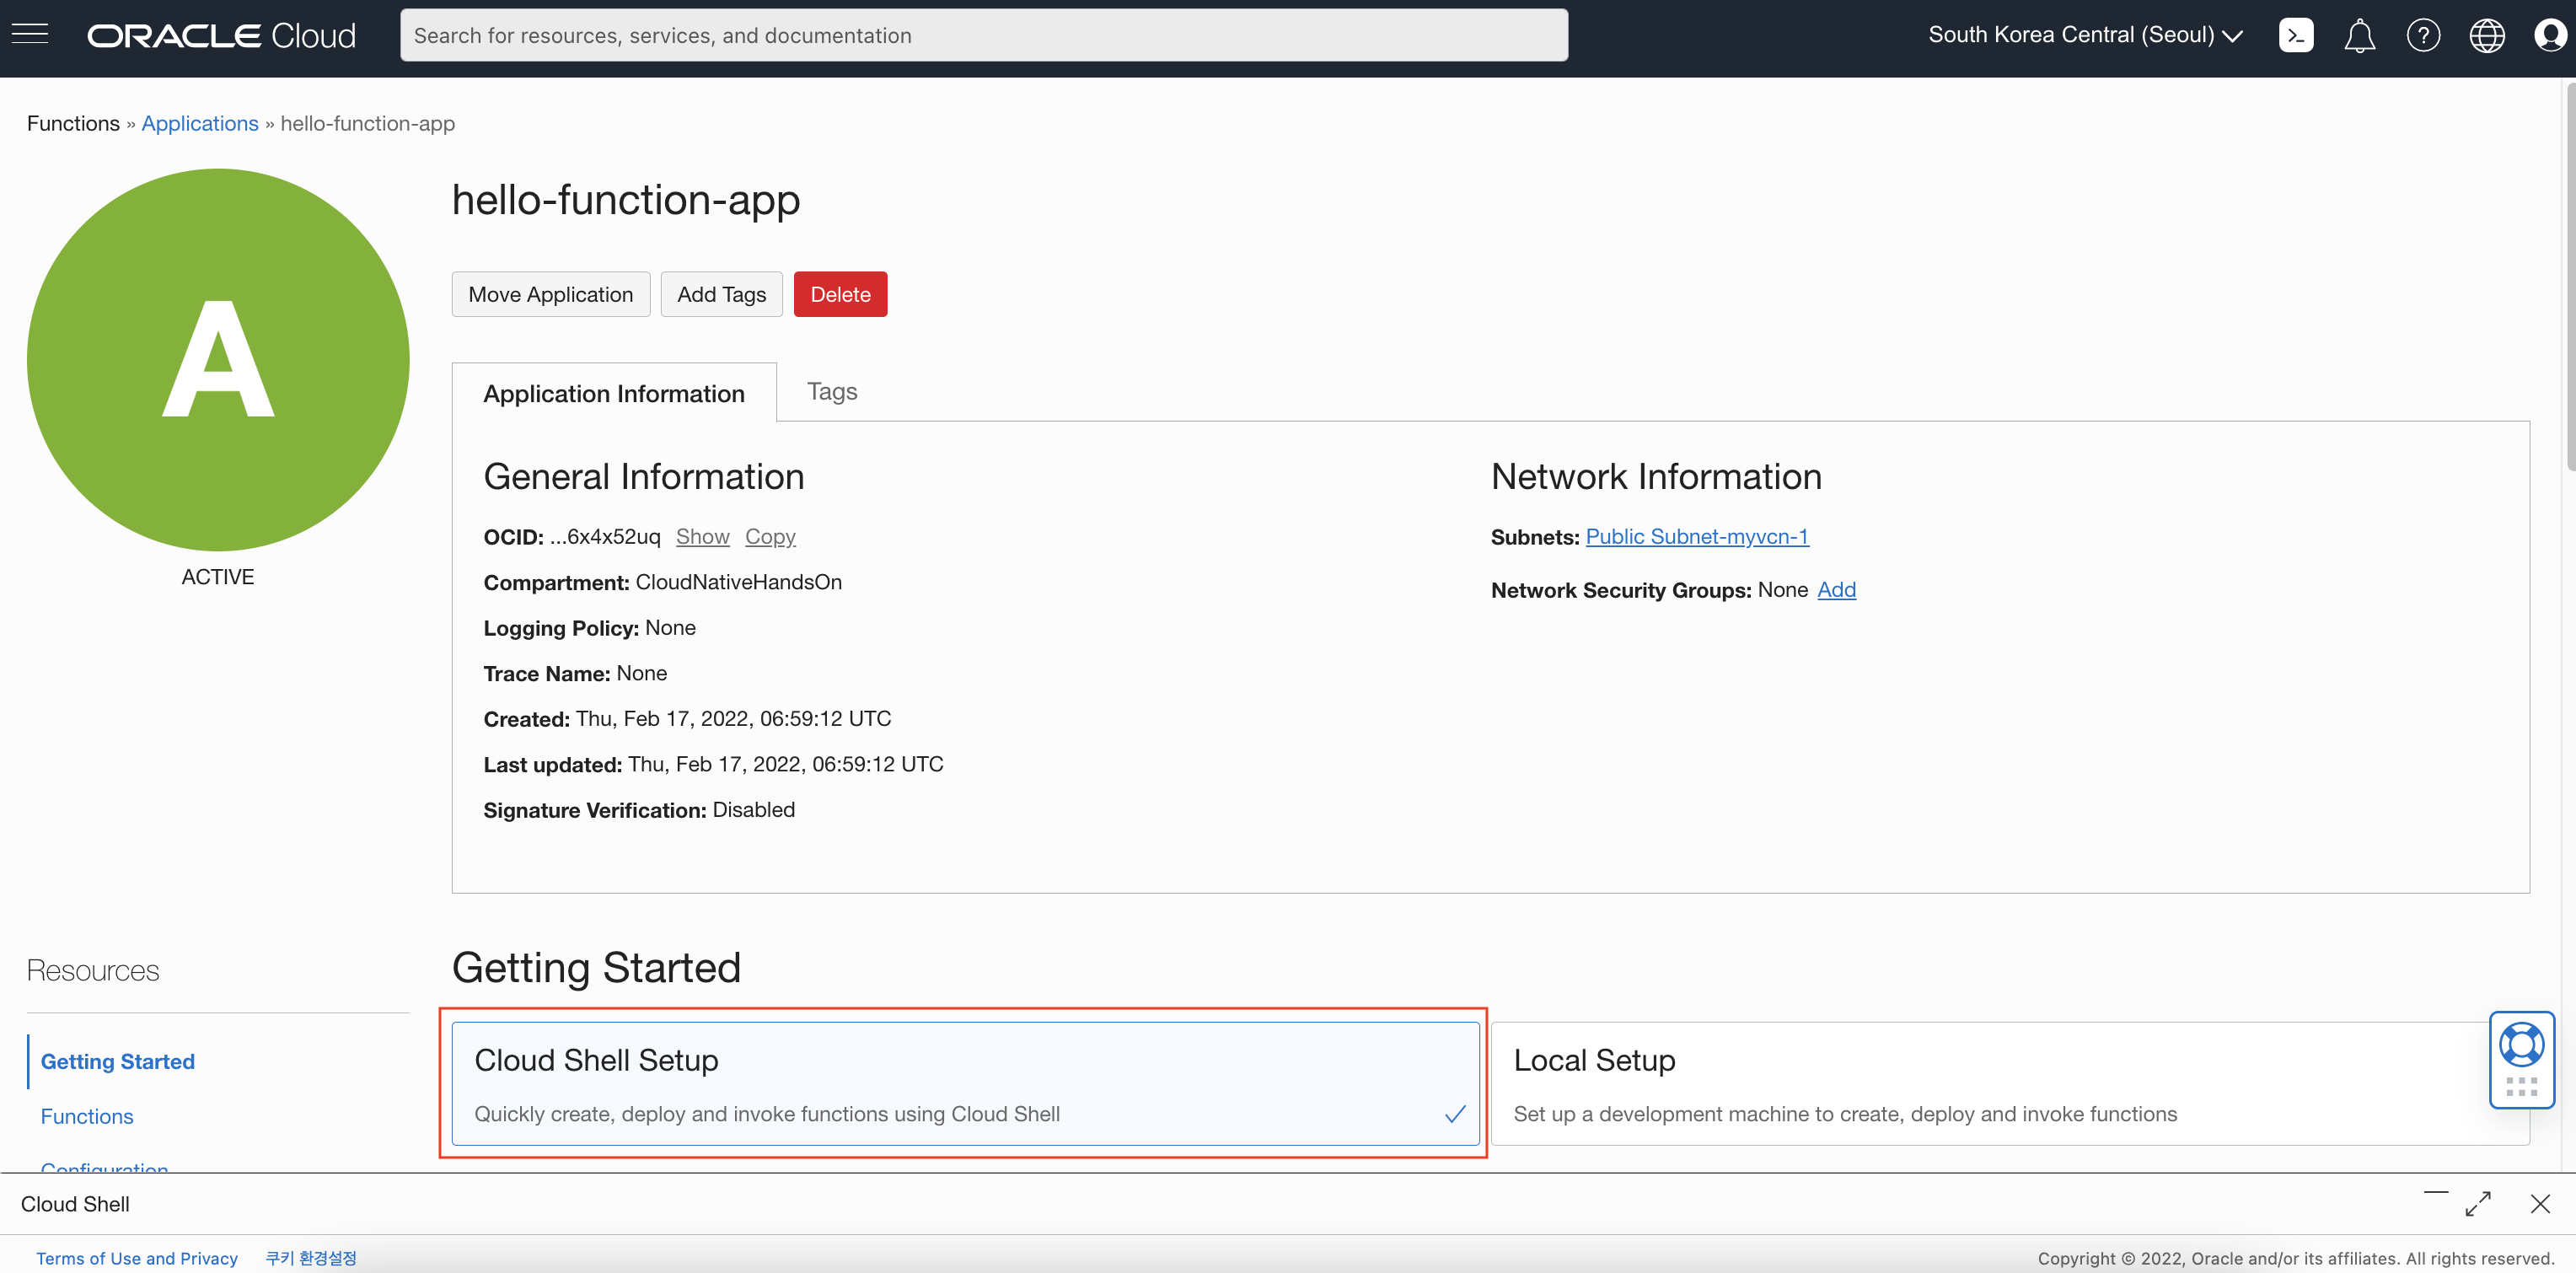 ORACLE Cloud
Search for resources, services, and documentation
South Korea Central (Seoul)
Functions » Applications » hello-function-app
A
ACTIVE
hello-function-app
Move Application
Add Tags
Delete
Application Information
Tags
General Information
OCID: ...6x4x52uq Show Copy
Compartment: CloudNativeHandsOn
Logging Policy: None
Trace Name: None
Created: Thu, Feb 17, 2022, 06:59:12 UTC
Last updated: Thu, Feb 17, 2022, 06:59:12 UTC
Signature Verification: Disabled
Network Information
Subnets: Public Subnet-myvcn-1
Network Security Groups: None Add
Resources
Getting Started
Functions
Configuration
Getting Started
Cloud Shell Setup
Quickly create, deploy and invoke functions using Cloud Shell
Local Setup
Set up a development machine to create, deploy and invoke functions
Cloud Shell
Terms of Use and Privacy
쿠키 환경설정
Copyright © 2022, Oracle and/or its affiliates. All rights reserved.